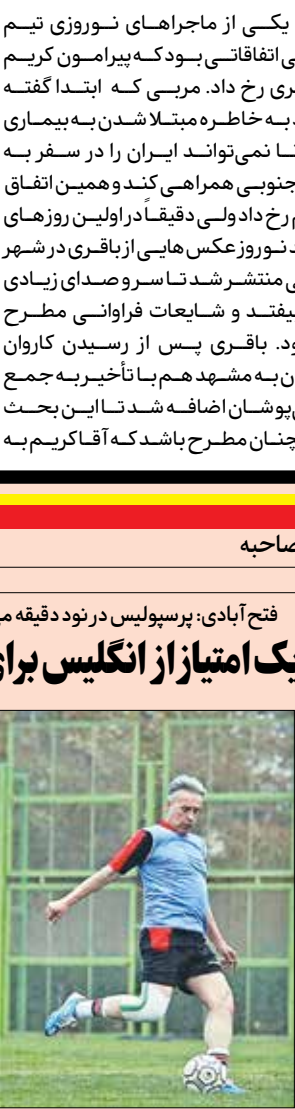 یکی از ماجراهای نوروزی تیم
ی اتفاقاتی بود که پیرامون کریم
ری رخ داد. مربی که ابتدا گفته
د به خاطره مبتلا شدن به بیماری
نا نمی‌تواند ایران را در سفر به
جنوبی همراهی کند و همین اتفاق
م رخ داد ولی دقیقاً در اولین روزهای
د نوروز عکس‌هایی از باقری در شهر
ی منتشر شد تا سر و صدای زیادی
یفتد و شایعات فراوانی مطرح
ود. باقری پس از رسیدن کاروان
ن به مشهد هم با تأخیر به جمع
ی‌پوشان اضافه شد تا این بحث
چنان مطرح باشد که آقا کریم به
صاحبه
فتح آبادی: پرسپولیس در نود دقیقه می
یک امتیاز از انگلیس برای